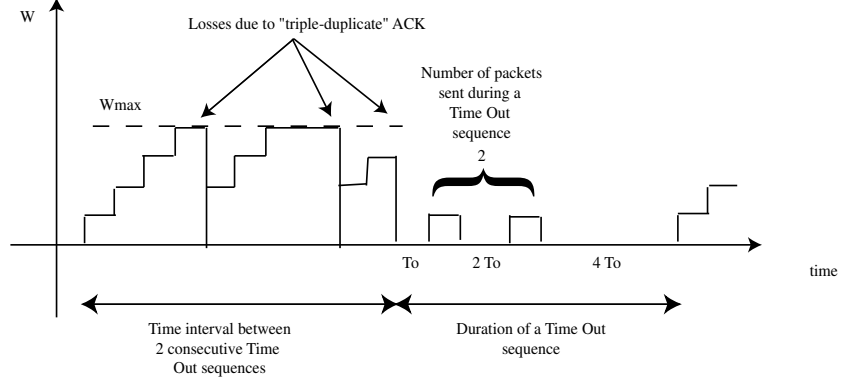 W
Losses due to "triple-duplicate" ACK
Number of packets
sent during a
Time Out
sequence
2
Wmax
To
2 To
4 To
time
Time interval between
2 consecutive Time
Out sequences
Duration of a Time Out
sequence